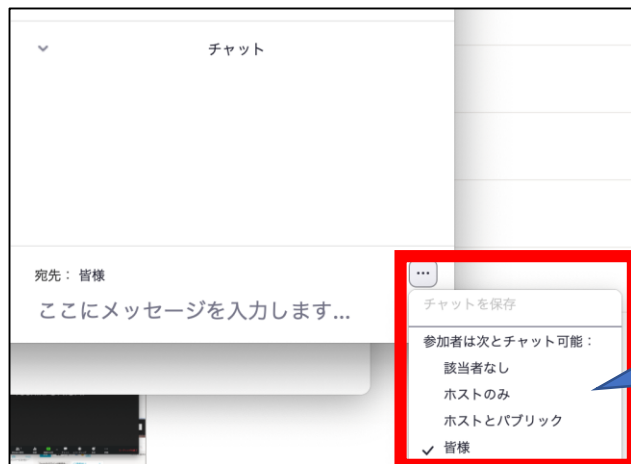 チャット
宛先： 皆様
ここにメッセージを入力します...
チャットを保存
参加者は次とチャット可能：
該当者なし
ホストのみ
ホストとパブリック
✓ 皆様